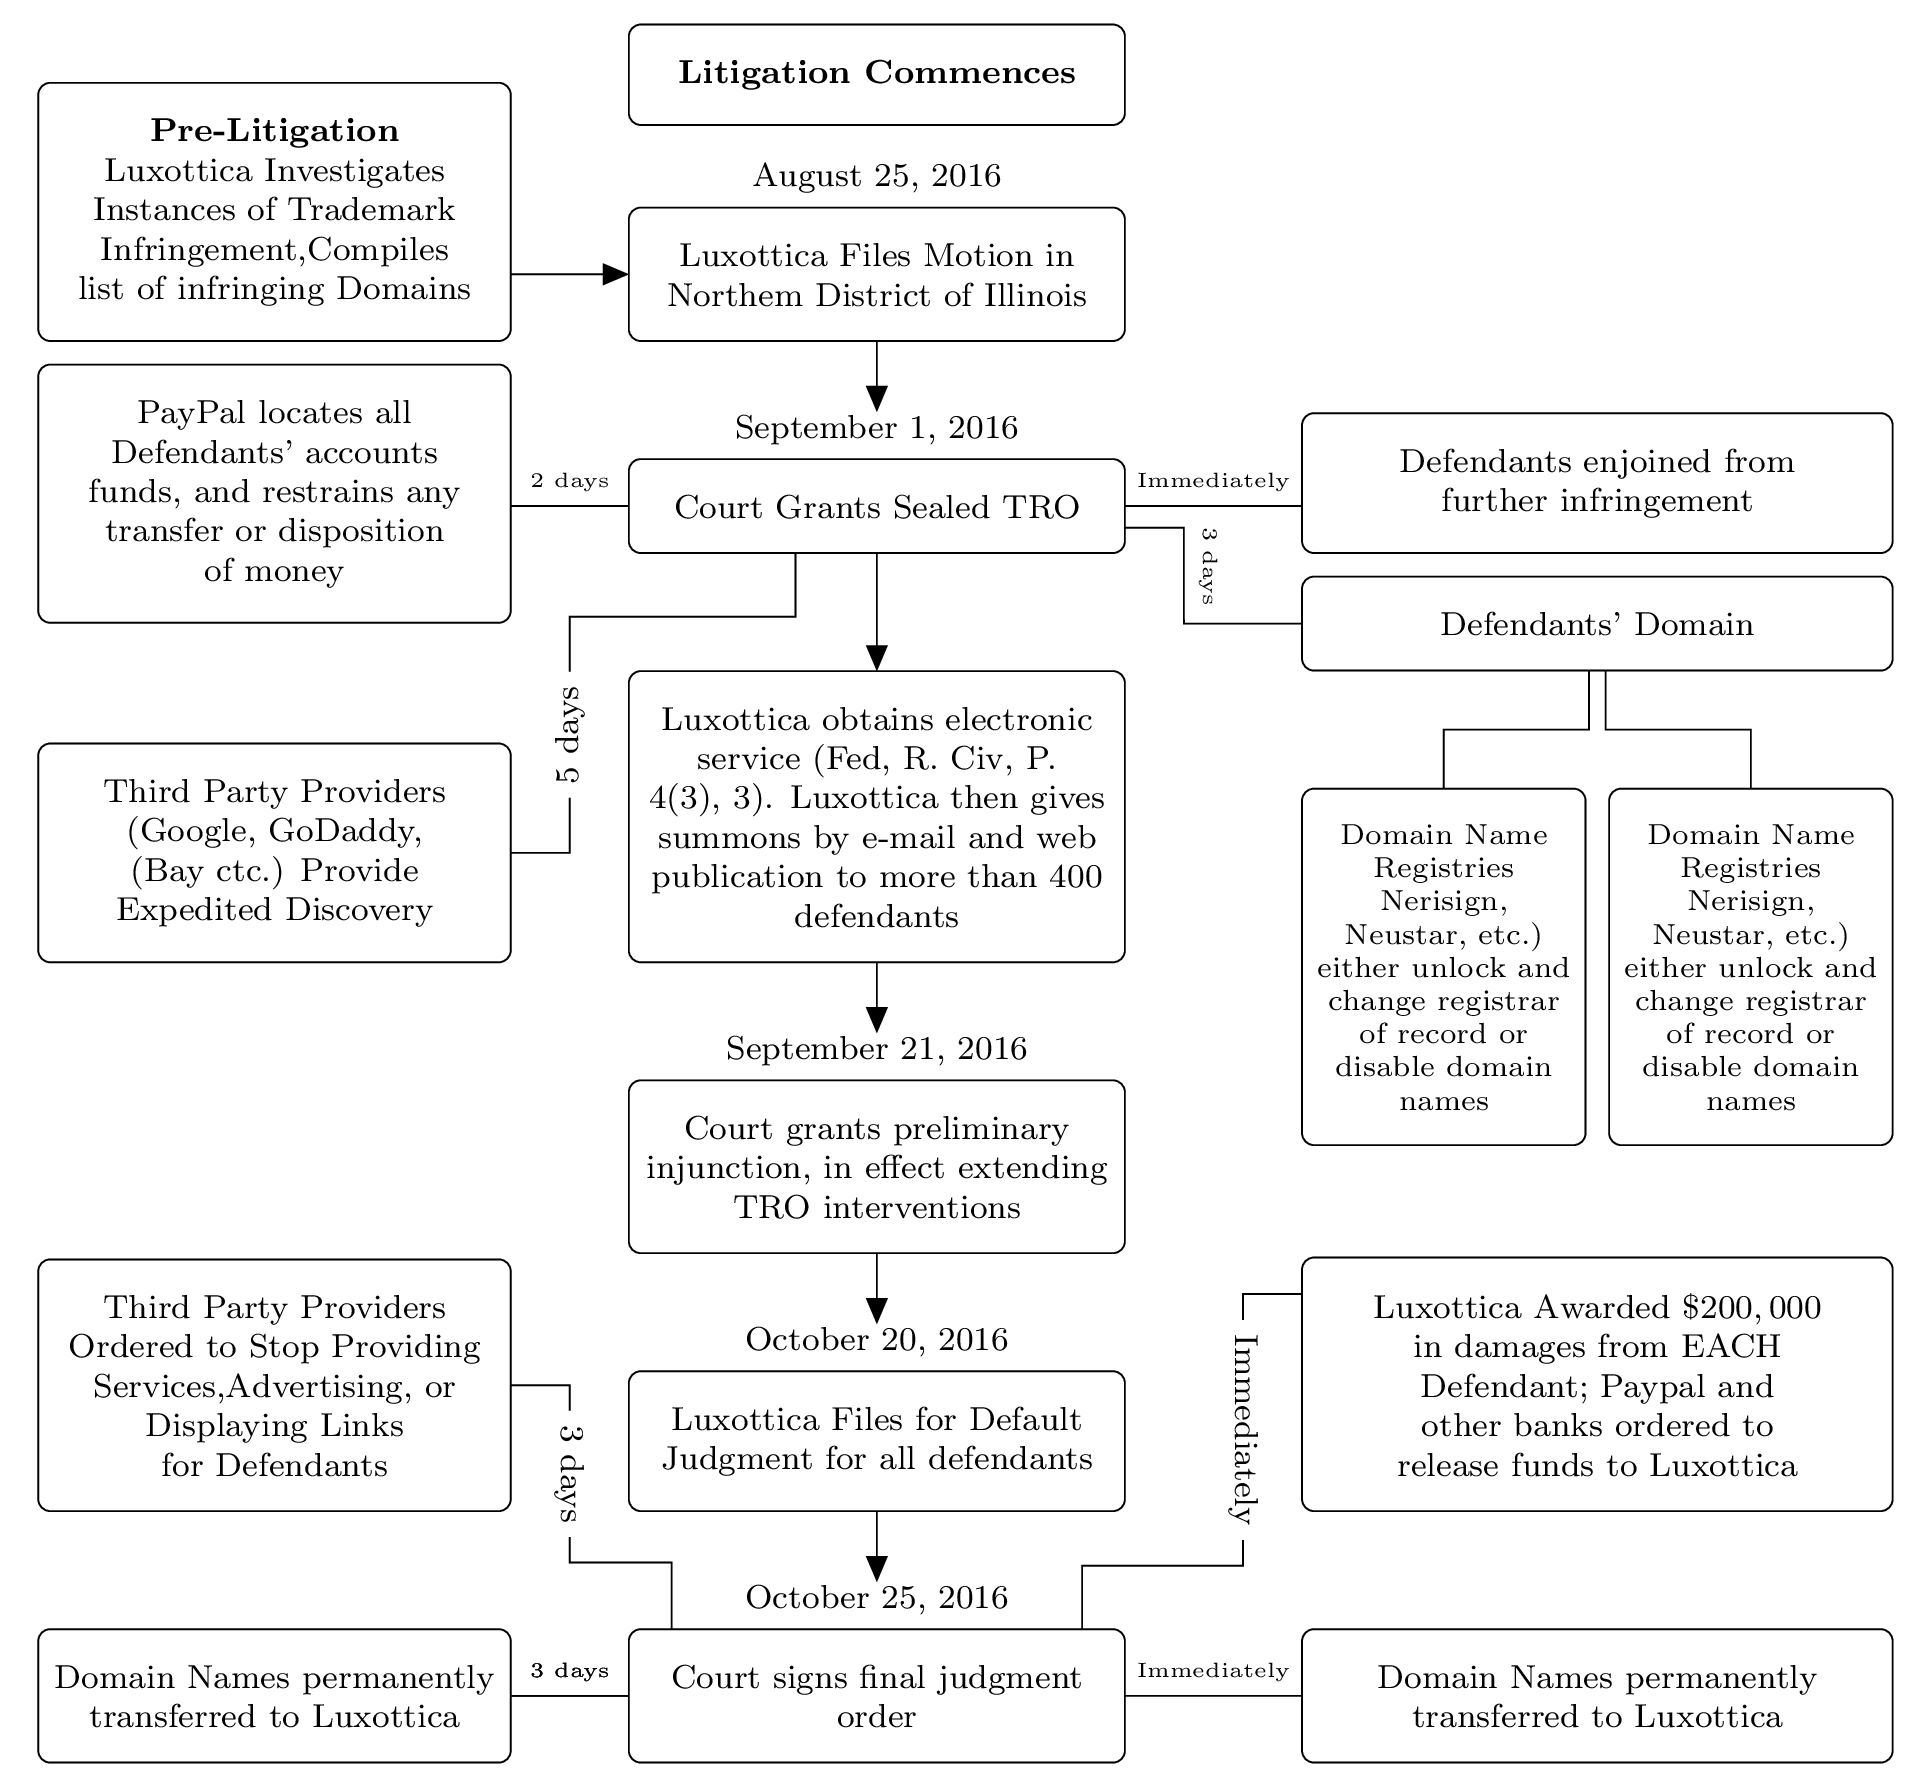 Litigation Commences
Pre-Litigation
Luxottica Investigates
Instances of Trademark
Infringement,Compiles
list of infringing Domains
August 25, 2016
Luxottica Files Motion in
Northem District of Illinois
PayPal locates all
Defendants' accounts
funds, and restrains any
transfer or disposition
of money
2 days
September 1, 2016
Court Grants Sealed TRO
Immediately
Defendants enjoined from
further infringement
3 days
Defendants' Domain
5 days
Third Party Providers
(Google, GoDaddy,
(Bay ctc.) Provide
Expedited Discovery
Luxottica obtains electronic
service (Fed, R. Civ, P.
4(3), 3). Luxottica then gives
summons by e-mail and web
publication to more than 400
defendants
Domain Name
Registries
Nerisign,
Neustar, etc.)
either unlock and
change registrar
of record or
disable domain
names
Domain Name
Registries
Nerisign,
Neustar, etc.)
either unlock and
change registrar
of record or
disable domain
names
September 21, 2016
Court grants preliminary
injunction, in effect extending
TRO interventions
Third Party Providers
Ordered to Stop Providing
Services,Advertising, or
Displaying Links
for Defendants
3 days
October 20, 2016
Luxottica Files for Default
Judgment for all defendants
Immediately
Luxottica Awarded $200,000
in damages from EACH
Defendant; Paypal and
other banks ordered to
release funds to Luxottica
October 25, 2016
Domain Names permanently
transferred to Luxottica
3 days
Court signs final judgment
order
Immediately
Domain Names permanently
transferred to Luxottica